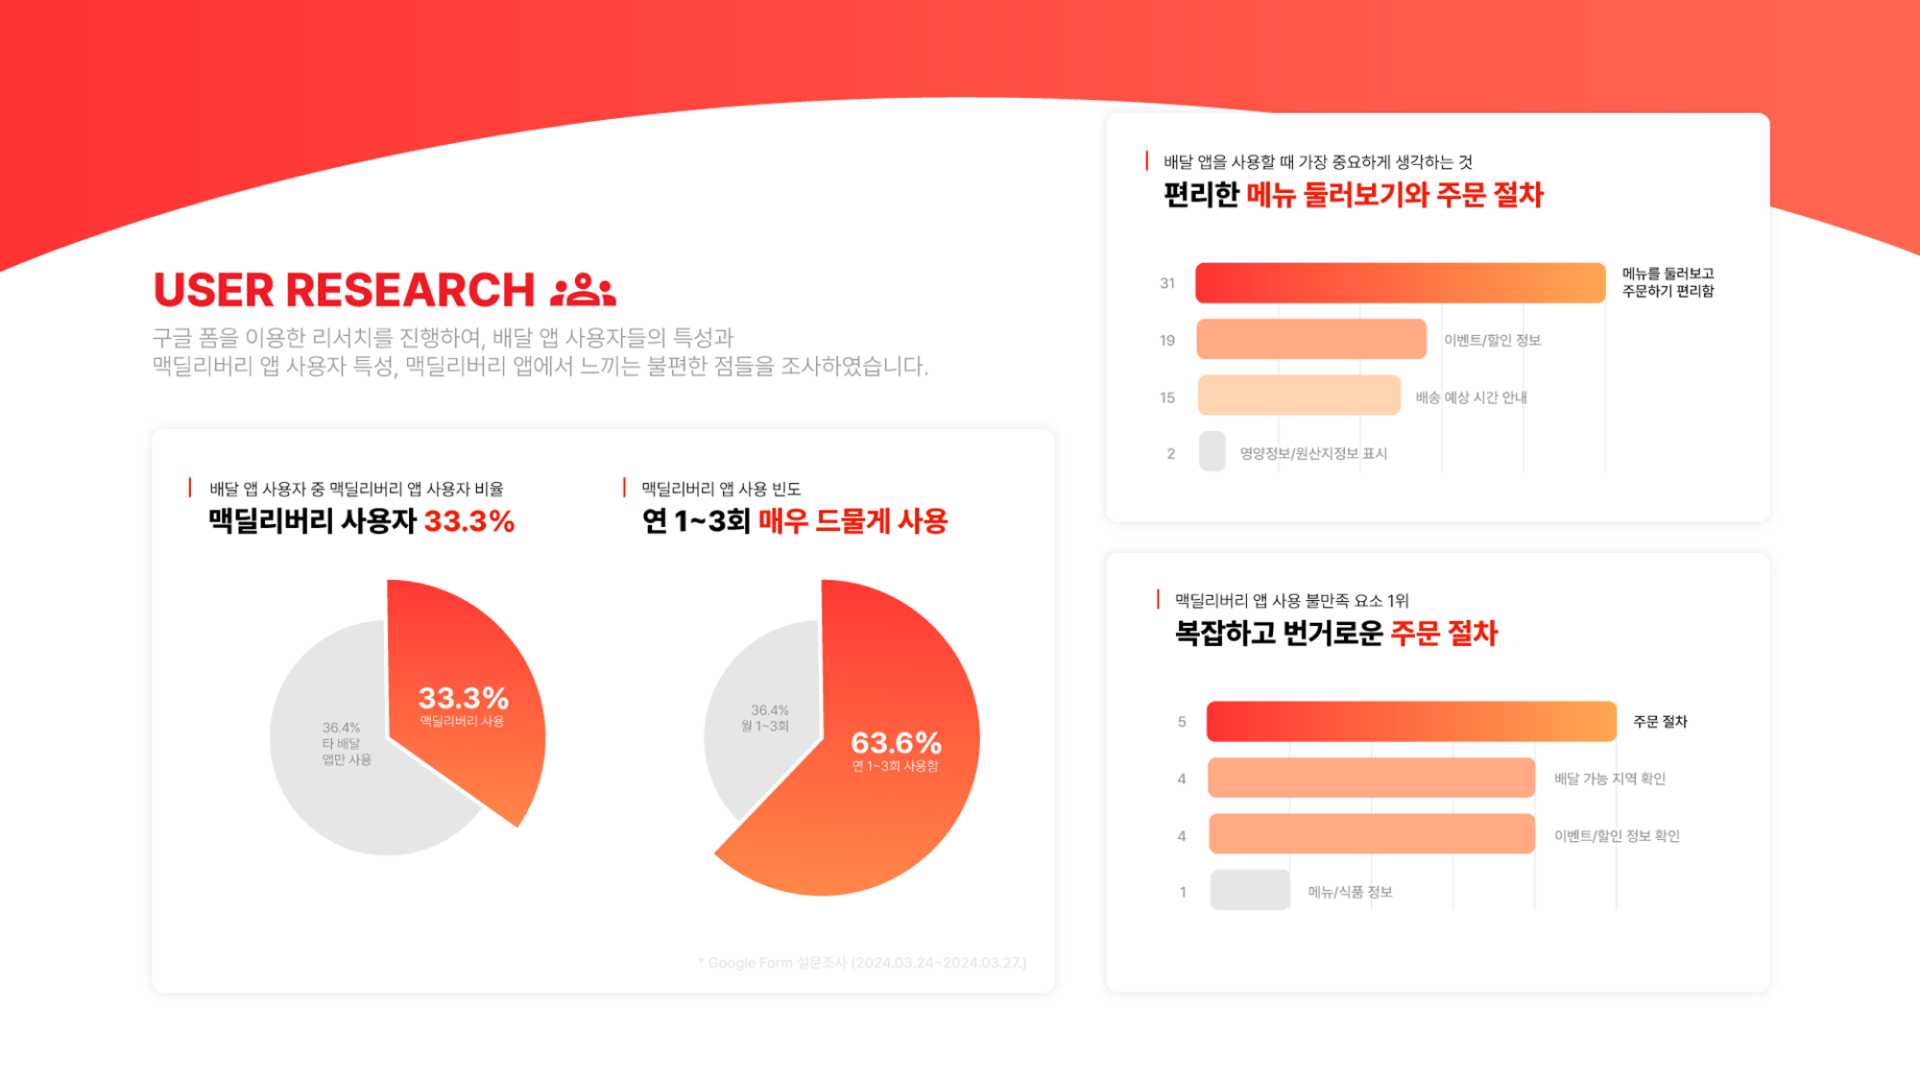 USER RESEARCH
구글 폼을 이용한 리서치를 진행하여, 배달 앱 사용자들의 특성과
맥딜리버리 앱 사용자 특성, 맥딜리버리 앱에서 느끼는 불편한 점들을 조사하였습니다.
배달 앱 사용자 중 맥딜리버리 앱 사용자 비율
맥딜리버리 사용자 33.3%
33.3%
맥딜리버리 사용
36.4%
타 배달
앱만 사용
맥딜리버리 앱 사용 빈도
연 1~3회 매우 드물게 사용
36.4%
월 1~3회
63.6%
연 1~3회 사용함
* Google Form 설문조사 (2024.03.24~2024.03.27.)
배달 앱을 사용할 때 가장 중요하게 생각하는 것
편리한 메뉴 둘러보기와 주문 절차
31
메뉴를 둘러보고
주문하기 편리함
19 이벤트/할인 정보
15 배송 예상 시간 안내
2 영양정보/원산지정보 표시
맥딜리버리 앱 사용 불만족 요소 1위
복잡하고 번거로운 주문 절차
5 주문 절차
4 배달 가능 지역 확인
4 이벤트/할인 정보 확인
1 메뉴/식품 정보